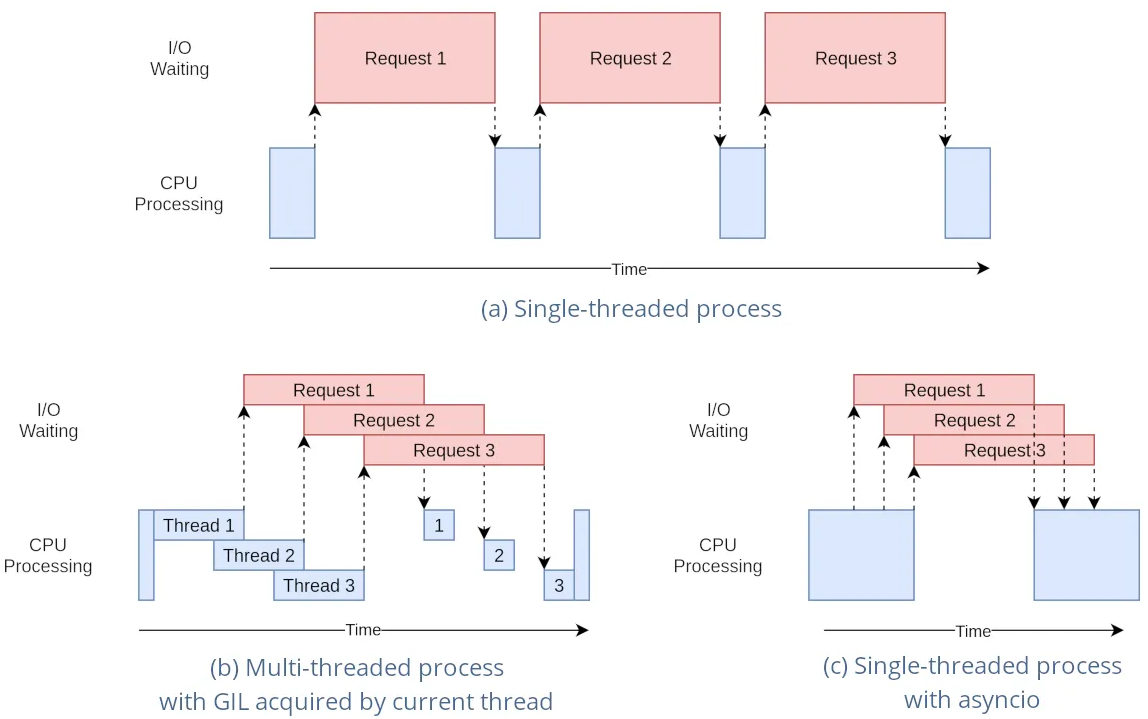 I/O
Waiting
Request 1
Request 2
Request 3
CPU
Processing
Time
(a) Single-threaded process
I/O
Waiting
Request 1
Request 2
Request 3
CPU
Processing
Thread 1
Thread 2
Thread 3
1
2
3
Time
(b) Multi-threaded process
with GIL acquired by current thread
I/O
Waiting
Request 1
Request 2
Request 3
CPU
Processing
Time
(c) Single-threaded process
with asyncio